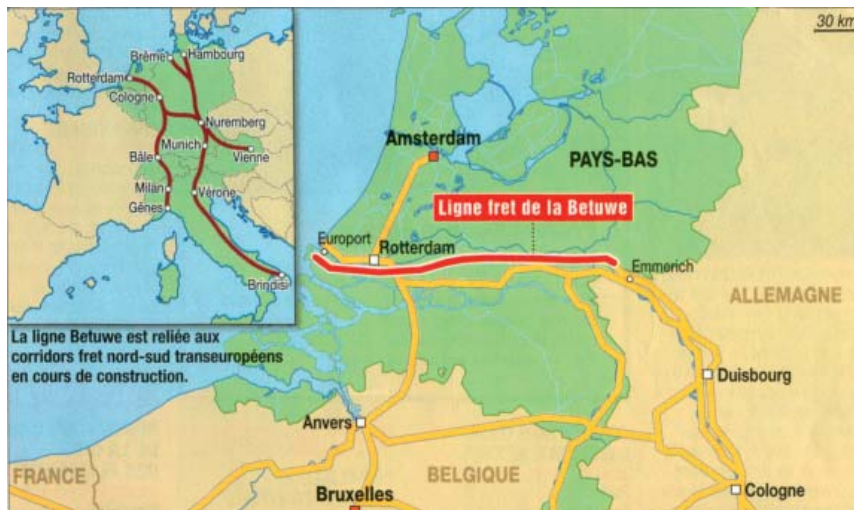 Brême
Hambourg
Rotterdam
Cologne
Nuremberg
Munich
Vienne
Bâle
Milan
Vérone
Gênes
Brindisi
La ligne Betuwe est reliée aux
corridors fret nord-sud transeuropéens
en cours de construction.
30 km
Amsterdam
PAYS-BAS
Ligne fret de la Betuwe
Europort
Rotterdam
Emmerich
ALLEMAGNE
Duisbourg
Anvers
FRANCE
BELGIQUE
Cologne
Bruxelles